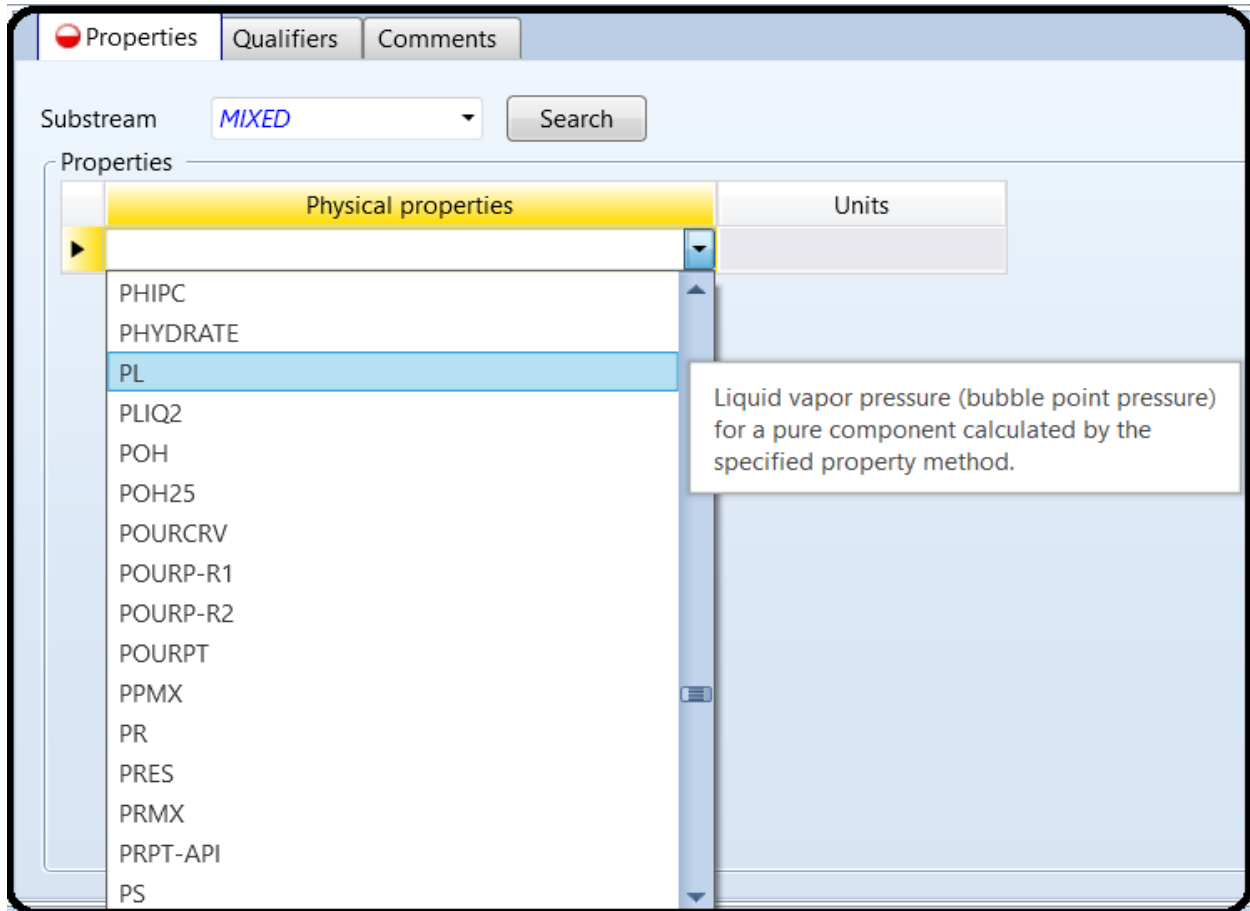 Properties Qualifiers Comments
Substream MIXED Search
Properties
Physical properties Units
PHIPC
PHYDRATE
PL
Liquid vapor pressure (bubble point pressure)
for a pure component calculated by the
specified property method.
PLIQ2
POH
POH25
POURCRV
POURP-R1
POURP-R2
POURPT
PPMX
PR
PRES
PRMX
PRPT-API
PS